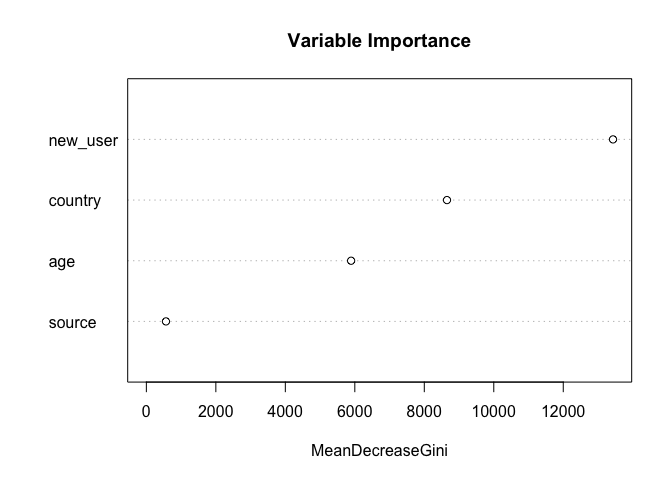 Variable Importance
new_user
country
age
source
0 2000 4000 6000 8000 10000 12000
MeanDecreaseGini